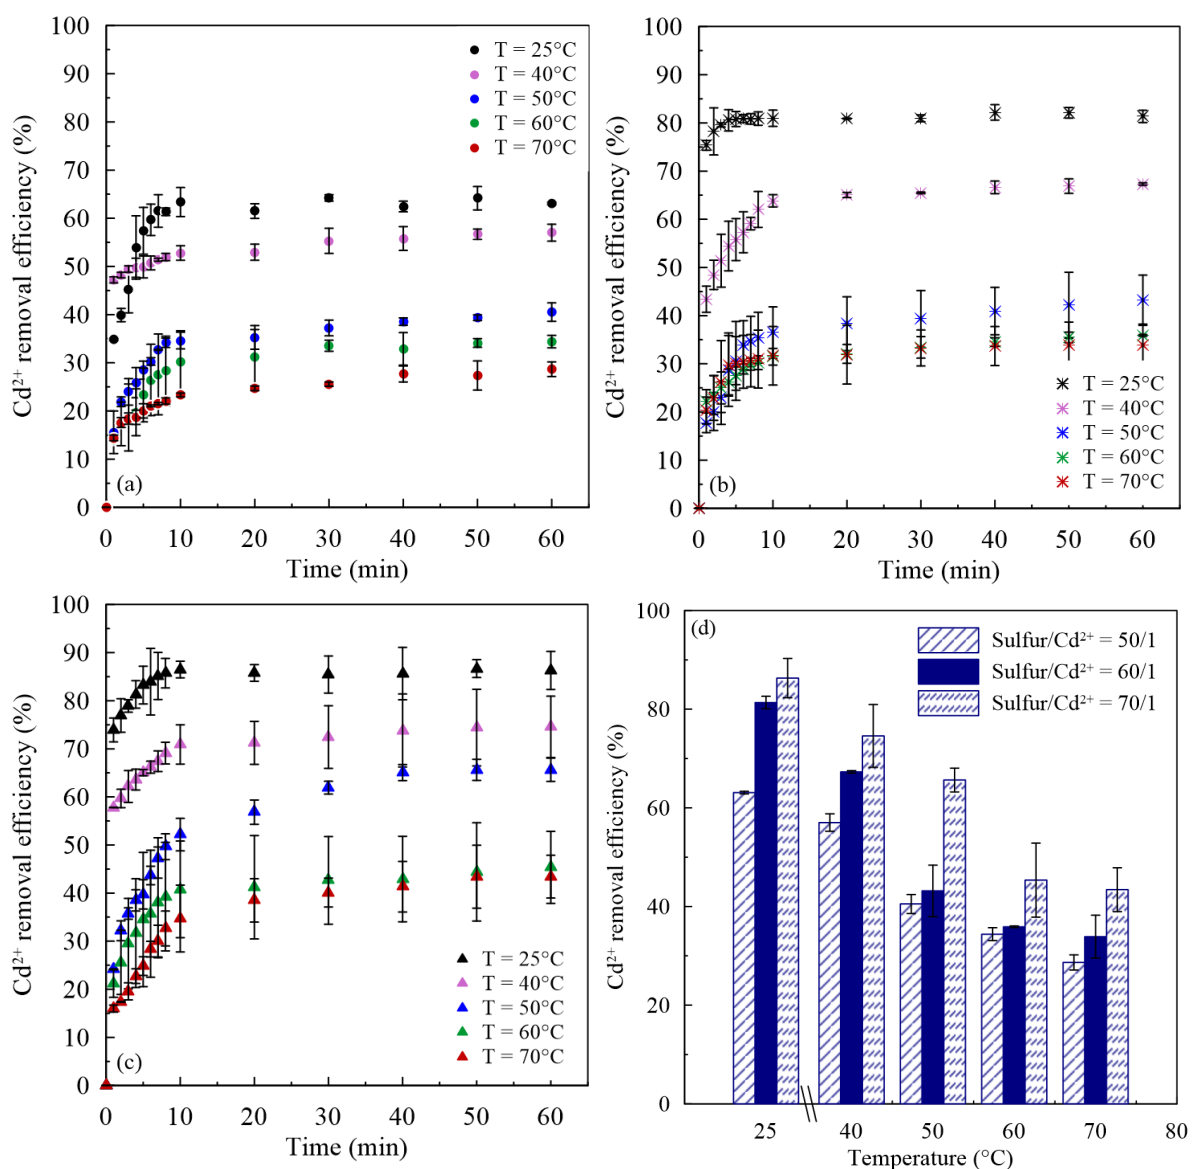 Cd²⁺ removal efficiency (%)
100
90
80
70
60
50
40
30
20
10
0
T = 25°C
T = 40°C
T = 50°C
T = 60°C
T = 70°C
(a)
0 10 20 30 40 50 60
Time (min)
Cd²⁺ removal efficiency (%)
100
90
80
70
60
50
40
30
20
10
0
T = 25°C
T = 40°C
T = 50°C
T = 60°C
T = 70°C
(b)
0 10 20 30 40 50 60
Time (min)
Cd²⁺ removal efficiency (%)
100
90
80
70
60
50
40
30
20
10
0
T = 25°C
T = 40°C
T = 50°C
T = 60°C
T = 70°C
(c)
0 10 20 30 40 50 60
Time (min)
Cd²⁺ removal efficiency (%)
100
80
60
40
20
0
(d)
Sulfur/Cd²⁺ = 50/1
Sulfur/Cd²⁺ = 60/1
Sulfur/Cd²⁺ = 70/1
25 40 50 60 70 80
Temperature (°C)